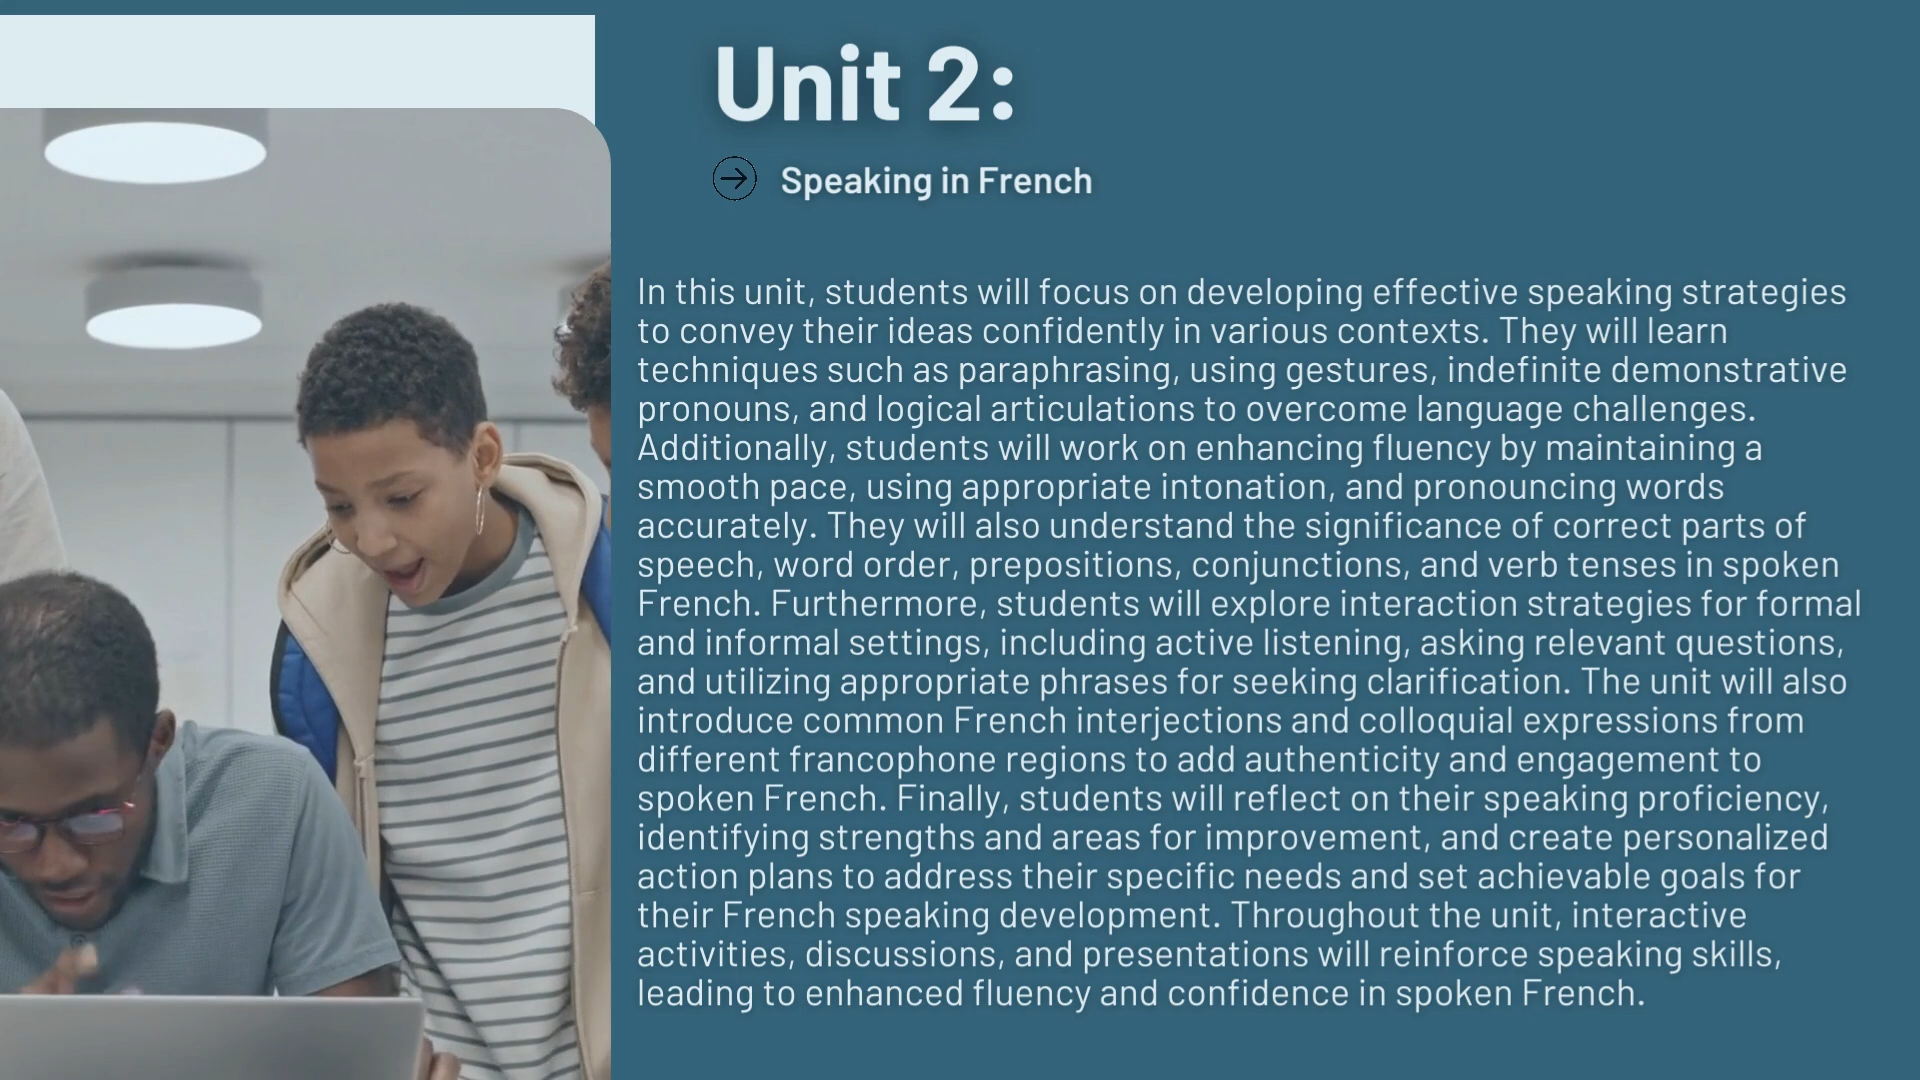 Unit 2:
Speaking in French
In this unit, students will focus on developing effective speaking strategies
to convey their ideas confidently in various contexts. They will learn
techniques such as paraphrasing, using gestures, indefinite demonstrative
pronouns, and logical articulations to overcome language challenges.
Additionally, students will work on enhancing fluency by maintaining a
smooth pace, using appropriate intonation, and pronouncing words
accurately. They will also understand the significance of correct parts of
speech, word order, prepositions, conjunctions, and verb tenses in spoken
French. Furthermore, students will explore interaction strategies for formal
and informal settings, including active listening, asking relevant questions,
and utilizing appropriate phrases for seeking clarification. The unit will also
introduce common French interjections and colloquial expressions from
different francophone regions to add authenticity and engagement to
spoken French. Finally, students will reflect on their speaking proficiency,
identifying strengths and areas for improvement, and create personalized
action plans to address their specific needs and set achievable goals for
their French speaking development. Throughout the unit, interactive
activities, discussions, and presentations will reinforce speaking skills,
leading to enhanced fluency and confidence in spoken French.